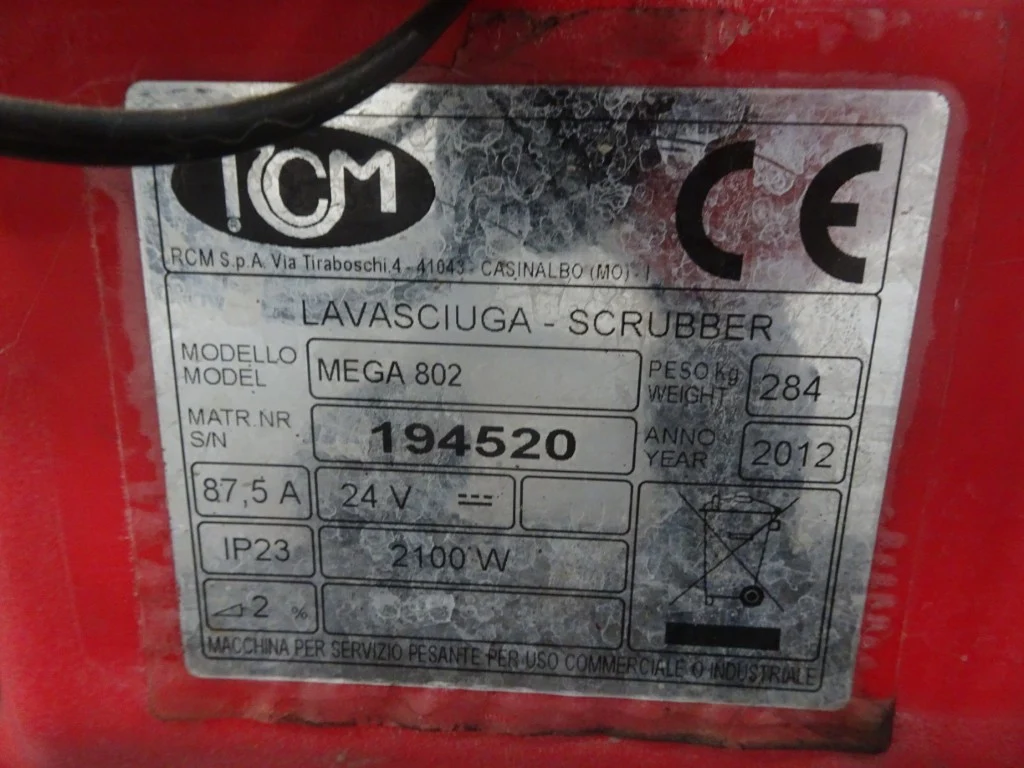 RCM
CE
RCM S.p.A. Via Tiraboschi,4 - 41043 - CASINALBO (MO) - I
LAVASCIUGA - SCRUBBER
MODELLO
MODEL
MEGA 802
PESO kg
WEIGHT
284
MATR.NR
S/N
194520
ANNO
YEAR
2012
87,5 A
24 V
IP23
2100 W
2 %
MACCHINA PER SERVIZIO PESANTE PER USO COMMERCIALE O INDUSTRIALE